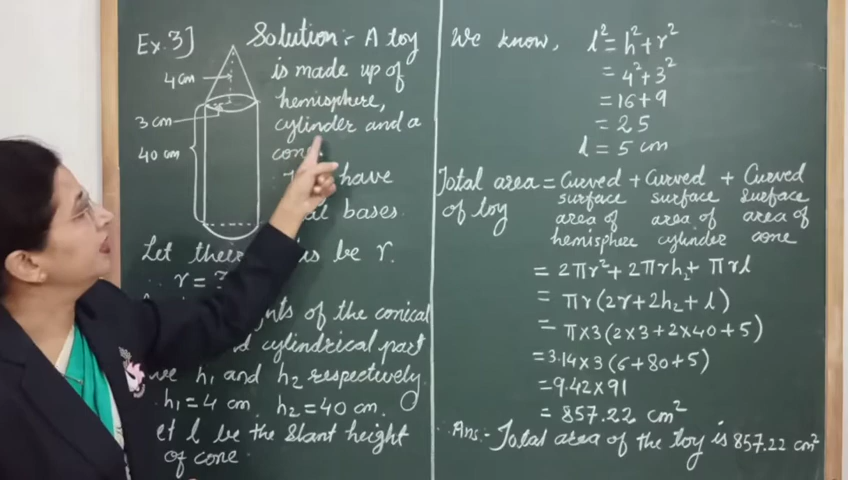 Ex. 3]
Solution :- A toy
is made up of
hemisphere,
cylinder and a
cone.
have
bases
4 cm
3 cm
40 cm
Let the is be r.
r =
of the conical
cylindrical part
h₁ and h₂ respectively.
h₁ = 4 cm, h₂ = 40 cm.
et l be the slant height
of cone
We know, l² = h² + r²
= 4² + 3²
= 16 + 9
= 25
l = 5 cm
Total area = Curved + Curved + Curved
of toy surface surface surface
area of area of area of
hemisphere cylinder cone
= 2πr² + 2πrh₂ + πrl
= πr(2r + 2h₂ + l)
= π×3(2×3+2×40+5)
= 3.14×3(6+80+5)
= 9.42×91
= 857.22 cm²
∴ Ans:- Total area of the toy is 857.22 cm²